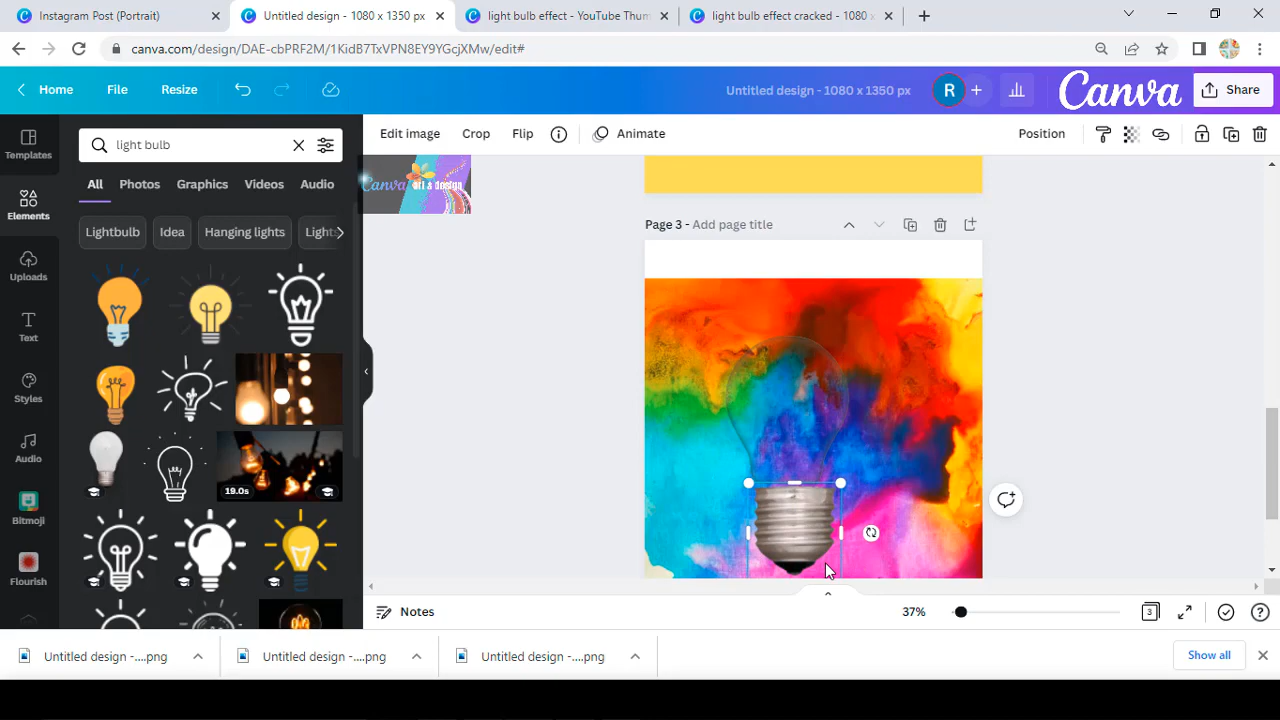 Instagram Post (Portrait)
Untitled design - 1080 x 1350 px
light bulb effect - YouTube Thum
light bulb effect cracked - 1080 ×
canva.com/design/DAE-cbPRF2M/1KidB7TxVPN8EY9YGcjXMw/edit#
Home
File
Resize
Untitled design - 1080 x 1350 px
R
Canva
Share
Templates
light bulb
Edit image
Crop
Flip
Animate
Position
Canva art & design
Elements
All
Photos
Graphics
Videos
Audio
Page 3 - Add page title
Lightbulb
Idea
Hanging lights
Light
Uploads
Text
Styles
Audio
19.0s
Bitmoji
Flourish
Notes
37%
3
Untitled design -....png
Untitled design -....png
Untitled design -....png
Show all